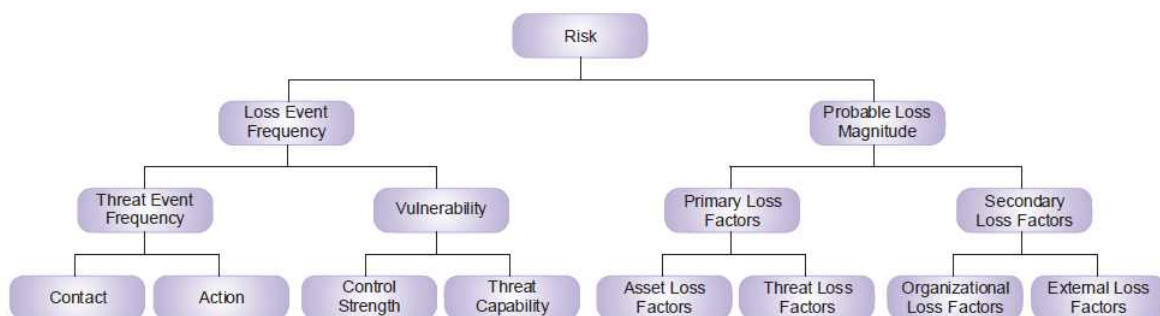 Risk
Loss Event
Frequency
Probable Loss
Magnitude
Threat Event
Frequency
Vulnerability
Primary Loss
Factors
Secondary
Loss Factors
Contact
Action
Control
Strength
Threat
Capability
Asset Loss
Factors
Threat Loss
Factors
Organizational
Loss Factors
External Loss
Factors